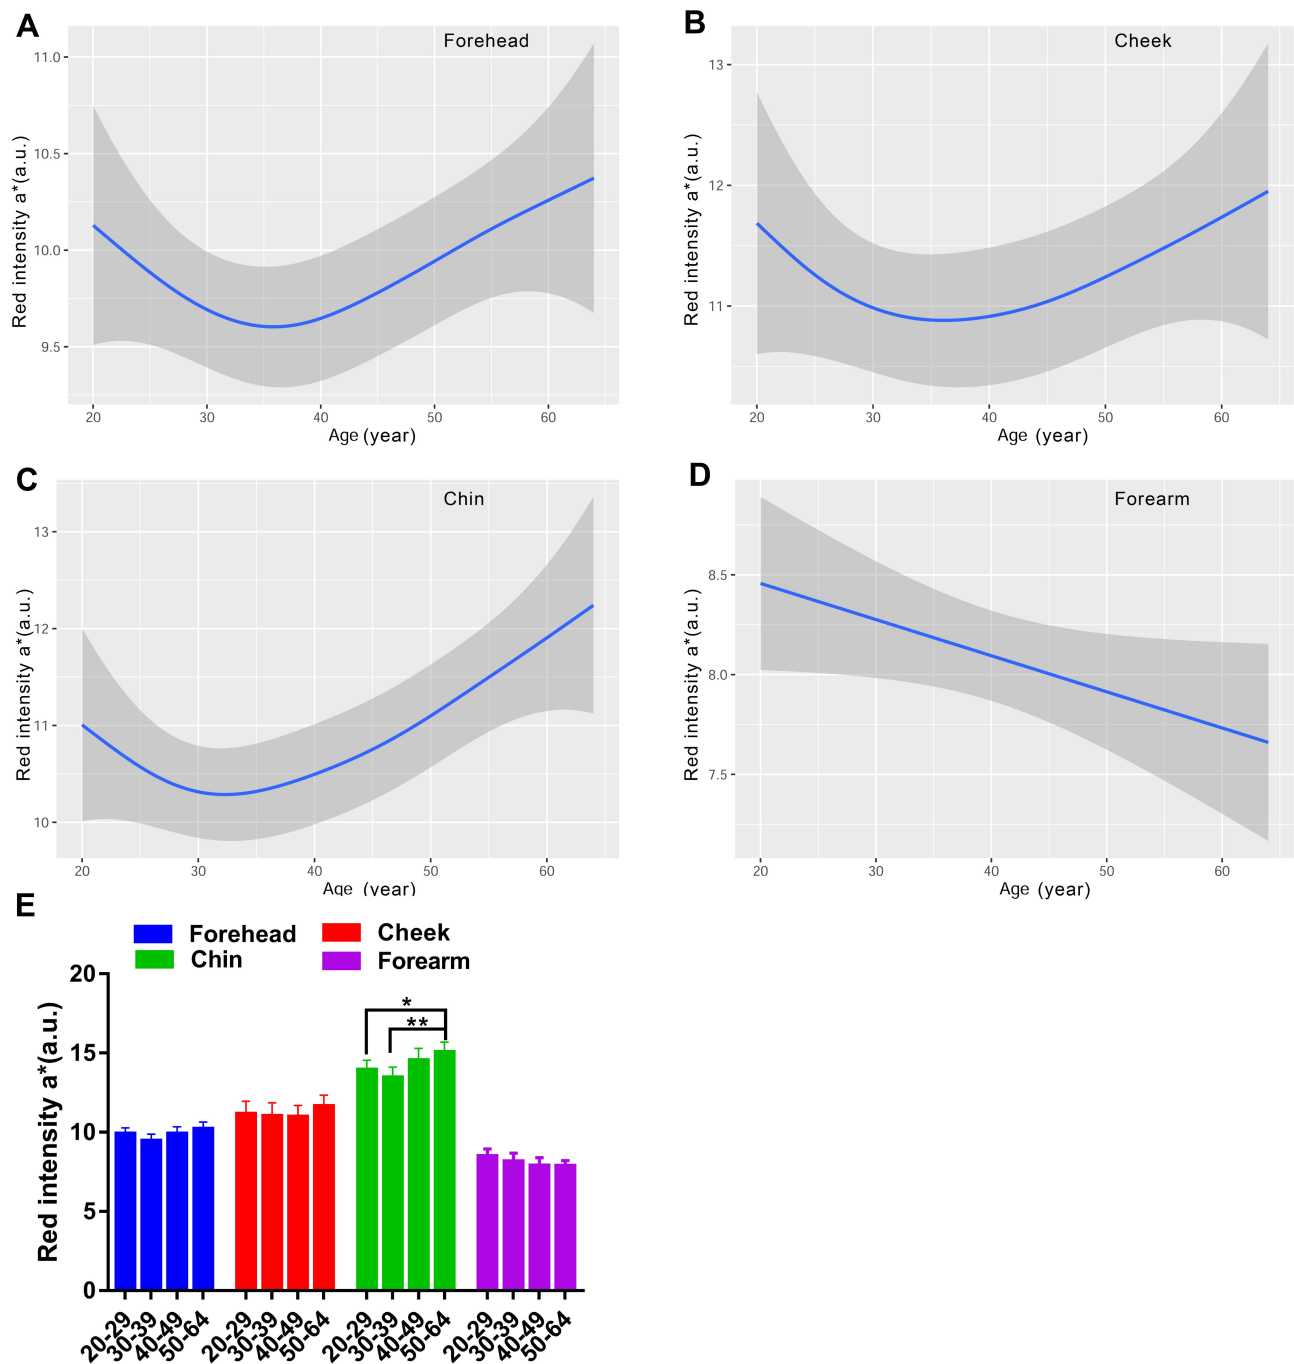 A
Forehead
11.0
10.5
10.0
9.5
Red intensity a*(a.u.)
20 30 40 50 60
Age (year)
B
Cheek
13
12
11
Red intensity a*(a.u.)
20 30 40 50 60
Age (year)
C
Chin
13
12
11
10
Red intensity a*(a.u.)
20 30 40 50 60
Age (year)
D
Forearm
8.5
8.0
7.5
Red intensity a*(a.u.)
20 30 40 50 60
Age (year)
E
Forehead Cheek
Chin Forearm
20
15
10
5
0
Red intensity a*(a.u.)
*
**
20-29 30-39 40-49 50-64 20-29 30-39 40-49 50-64 20-29 30-39 40-49 50-64 20-29 30-39 40-49 50-64